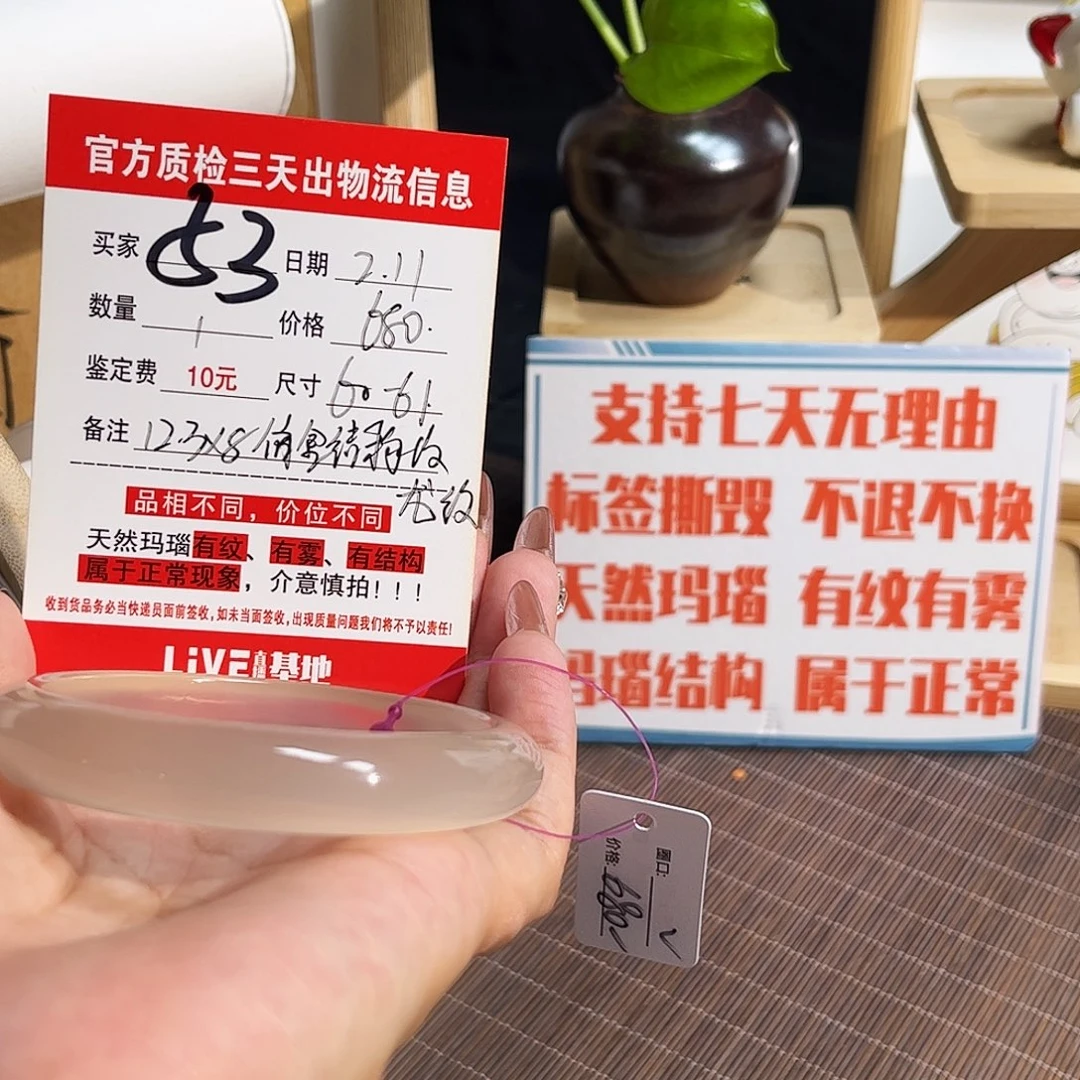 官方质检三天出物流信息
买家 53 日期 2.11
数量 1 价格 680.
鉴定费 10元 尺寸 60-61
备注 12.3×8
品相不同，价位不同
天然玛瑙有纹、有雾、有结构
属于正常现象，介意慎拍！！！
收到货品务必当快递员面前签收，如未当面签收，出现质量问题我们将不予以责任！
LiVE直播基地
支持七天无理由
标签撕毁 不退不换
天然玛瑙 有纹有雾
玛瑙结构 属于正常
圈口：
价格：680